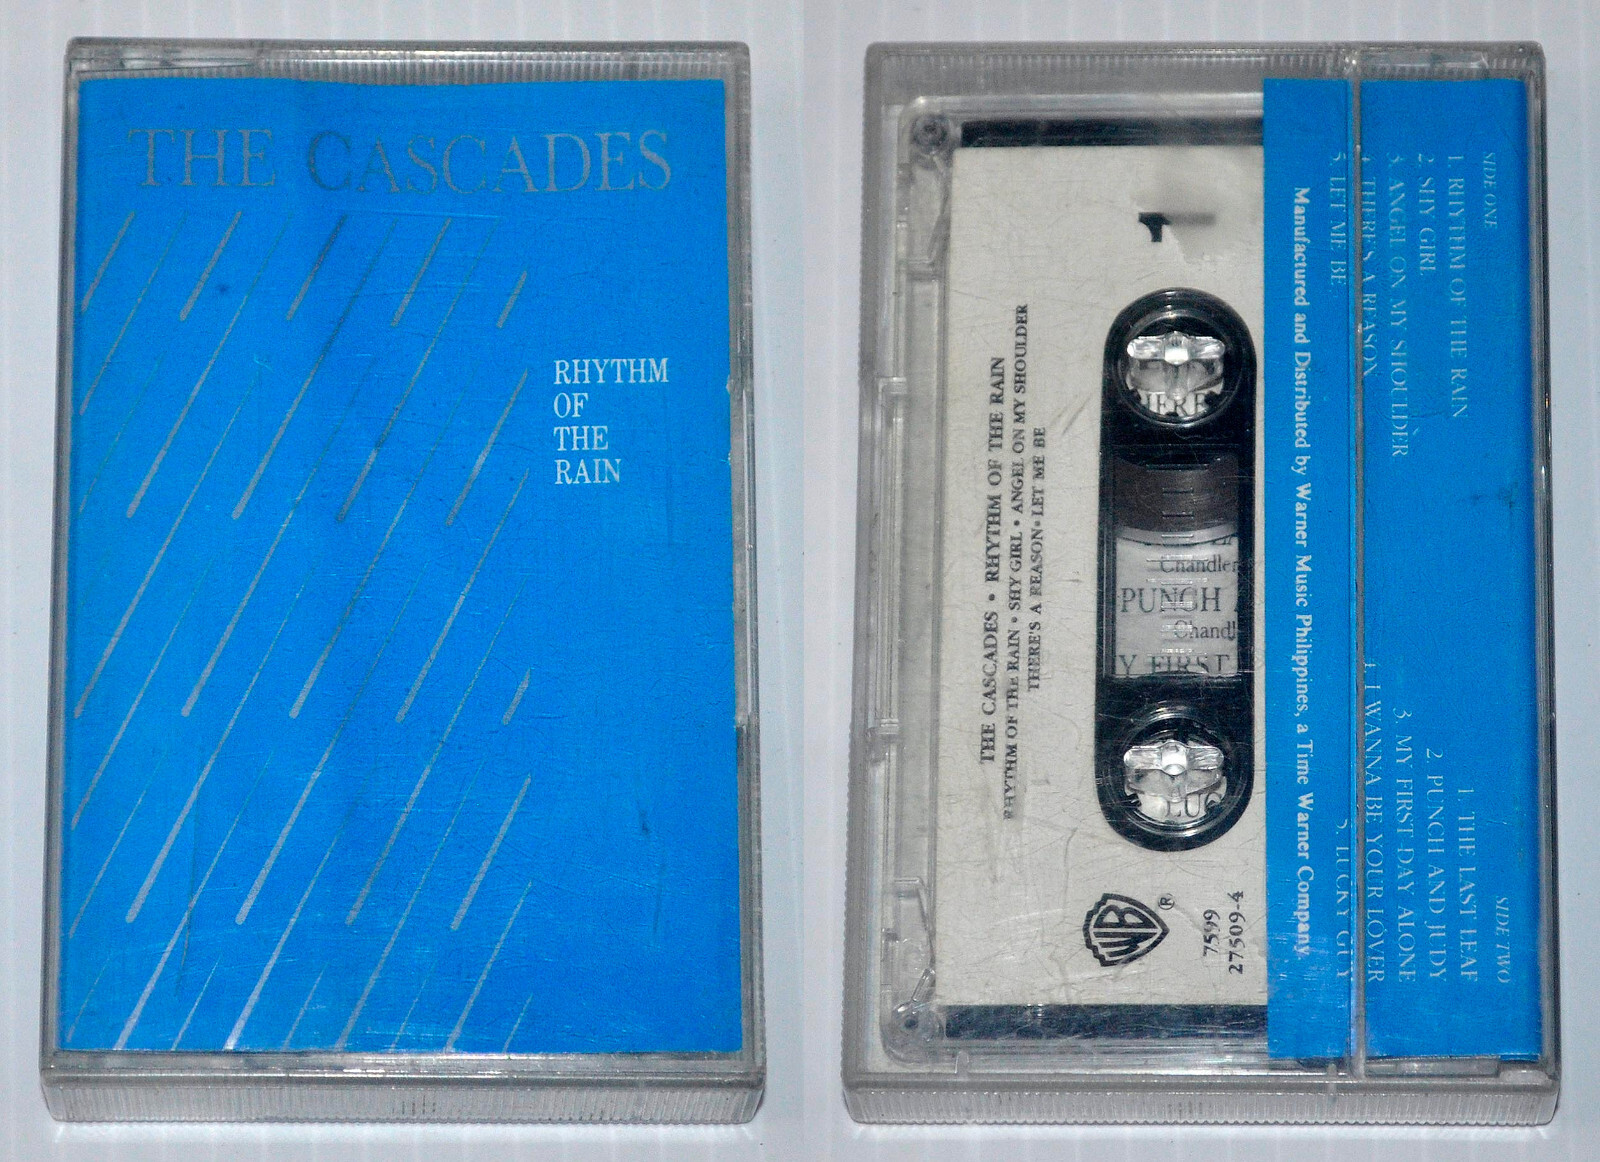 THE CASCADES
RHYTHM
OF
THE
RAIN
THE CASCADES • RHYTHM OF THE RAIN
RHYTHM OF THE RAIN • SHY GIRL • ANGEL ON MY SHOULDER
THERE'S A REASON • LET ME BE
1
Chandler
PUNCH
Chandl
Y FIRST
WB
®
7599
27509-4
SIDE ONE
1. RHYTHM OF THE RAIN
2. SHY GIRL
3. ANGEL ON MY SHOULDER
4. THERE'S A REASON
5. LET ME BE
SIDE TWO
1. THE LAST LEAF
2. PUNCH AND JUDY
3. MY FIRST DAY ALONE
4. I WANNA BE YOUR LOVER
5. LUCKY GUY
Manufactured and Distributed by Warner Music Philippines, a Time Warner Company.